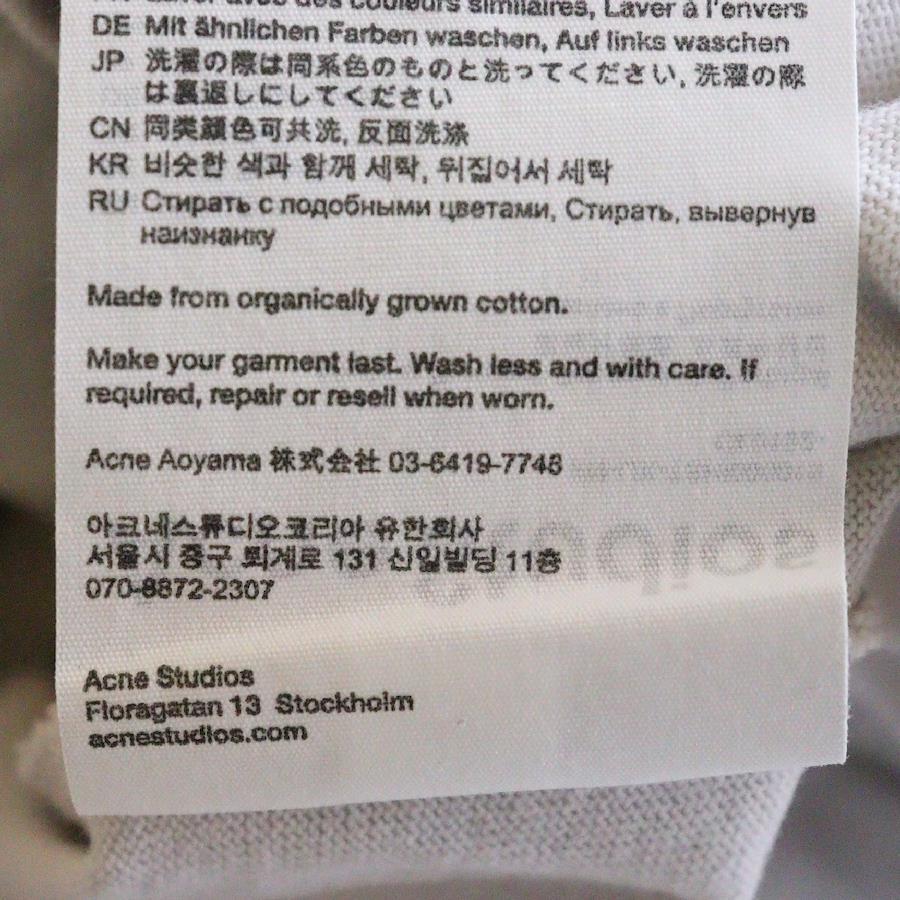 Laver avec des couleurs similaires, Laver à l'envers
DE Mit ähnlichen Farben waschen, Auf links waschen
JP 洗濯の際は同系色のものと洗ってください, 洗濯の際
は裏返しにしてください
CN 同类颜色可共洗, 反面洗涤
KR 비슷한 색과 함께 세탁, 뒤집어서 세탁
RU Стирать с подобными цветами, Стирать, вывернув
наизнанку
Made from organically grown cotton.
Make your garment last. Wash less and with care. If
required, repair or resell when worn.
Acne Aoyama 株式会社 03-6419-7748
아크네스튜디오코리아 유한회사
서울시 중구 퇴계로 131 신일빌딩 11층
070-8872-2307
Acne Studios
Floragatan 13 Stockholm
acnestudios.com